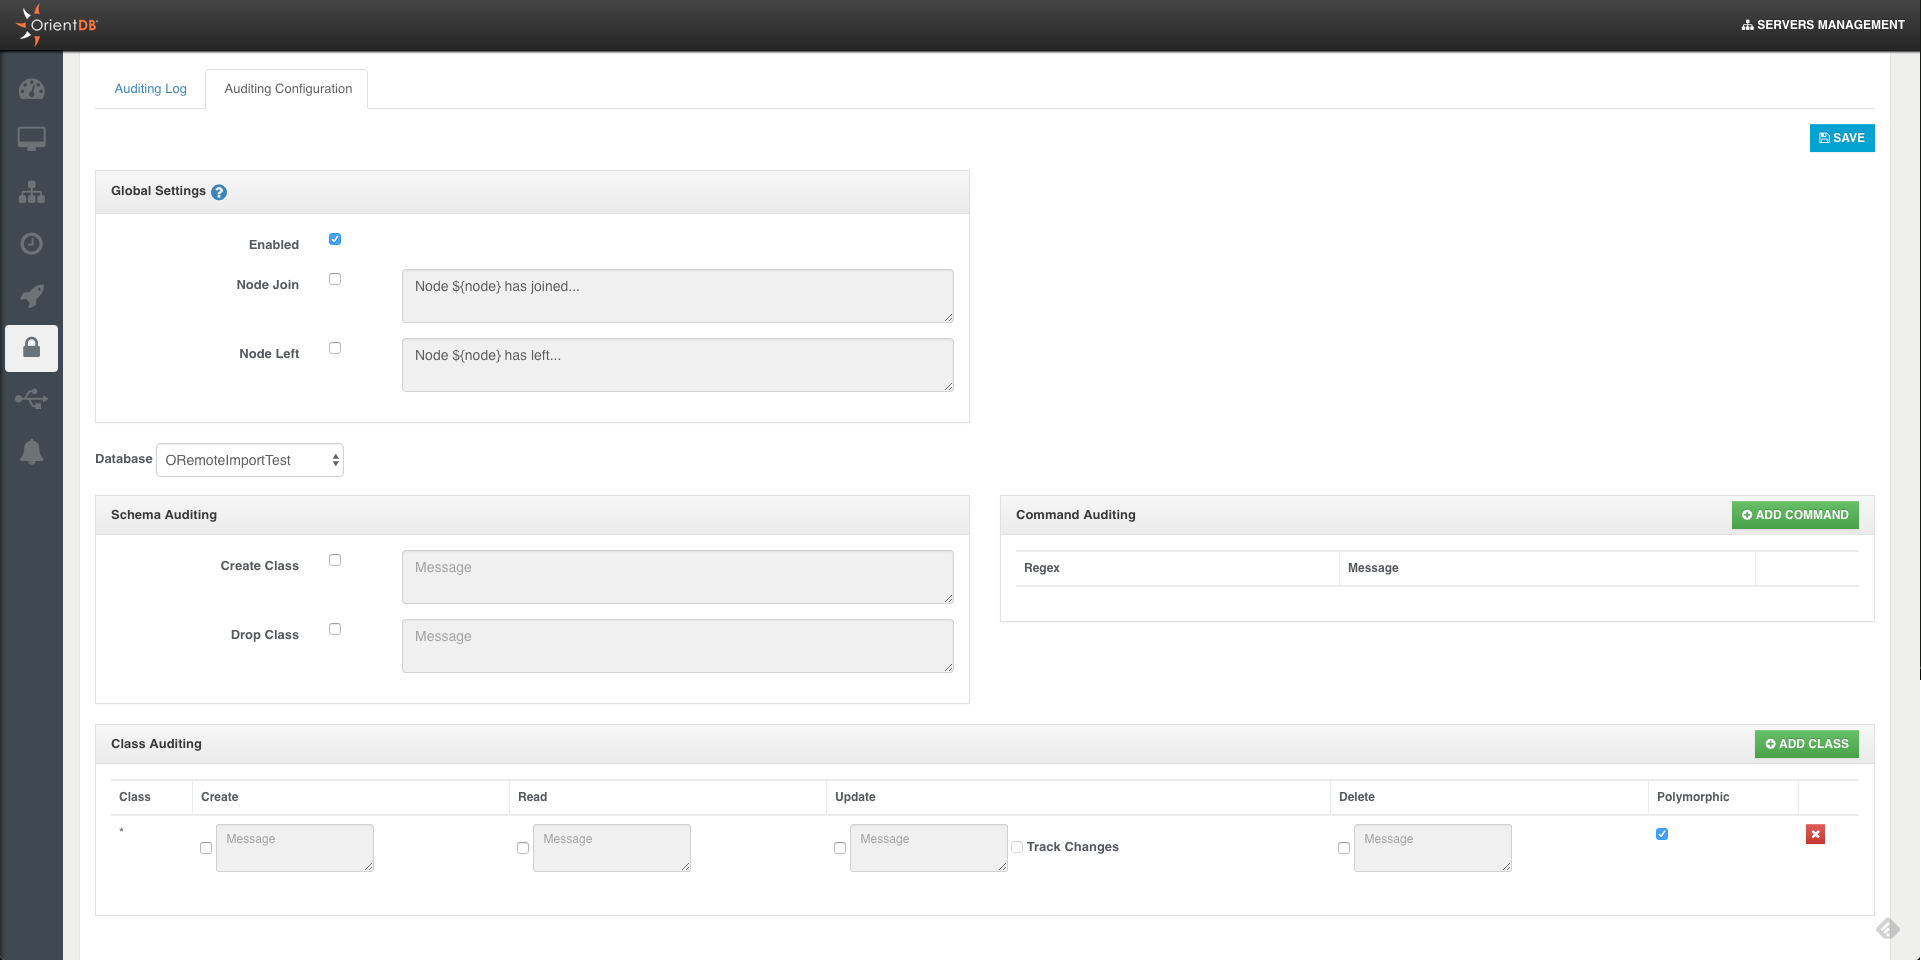 OrientDB
SERVERS MANAGEMENT
Auditing Log
Auditing Configuration
SAVE
Global Settings ?
Enabled
Node Join
Node ${node} has joined...
Node Left
Node ${node} has left...
Database
ORemoteImportTest
Schema Auditing
Create Class
Message
Drop Class
Message
Command Auditing
ADD COMMAND
Regex Message
Class Auditing
ADD CLASS
Class Create Read Update Delete Polymorphic
* Message Message Message Track Changes Message